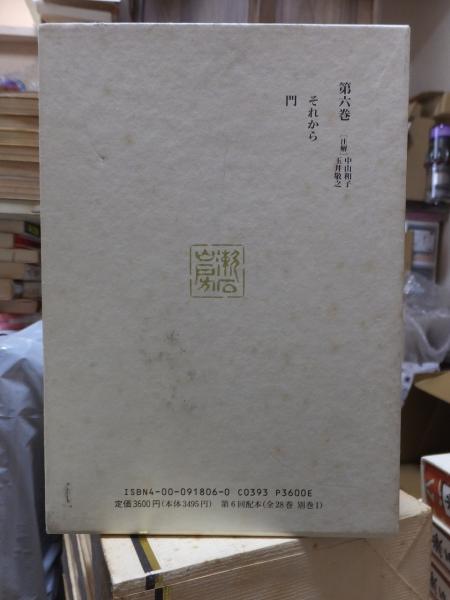 第六巻
［注解］中山和子
玉井敬之
それから
門
漱石
山房
ISBN4-00-091806-0 C0393 P3600E
定価3600円(本体3495円) 第6回配本(全28巻 別巻1)